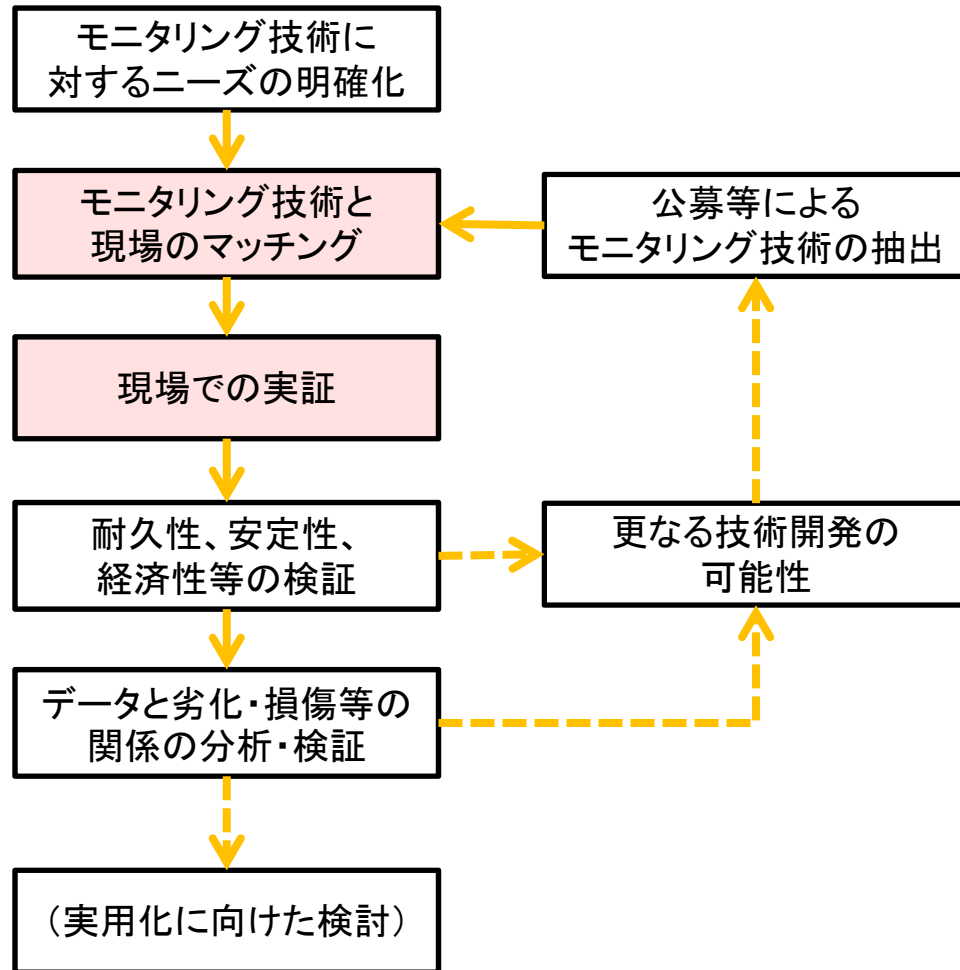 モニタリング技術に
対するニーズの明確化
モニタリング技術と
現場のマッチング
公募等による
モニタリング技術の抽出
現場での実証
耐久性、安定性、
経済性等の検証
更なる技術開発の
可能性
データと劣化・損傷等の
関係の分析・検証
（実用化に向けた検討）